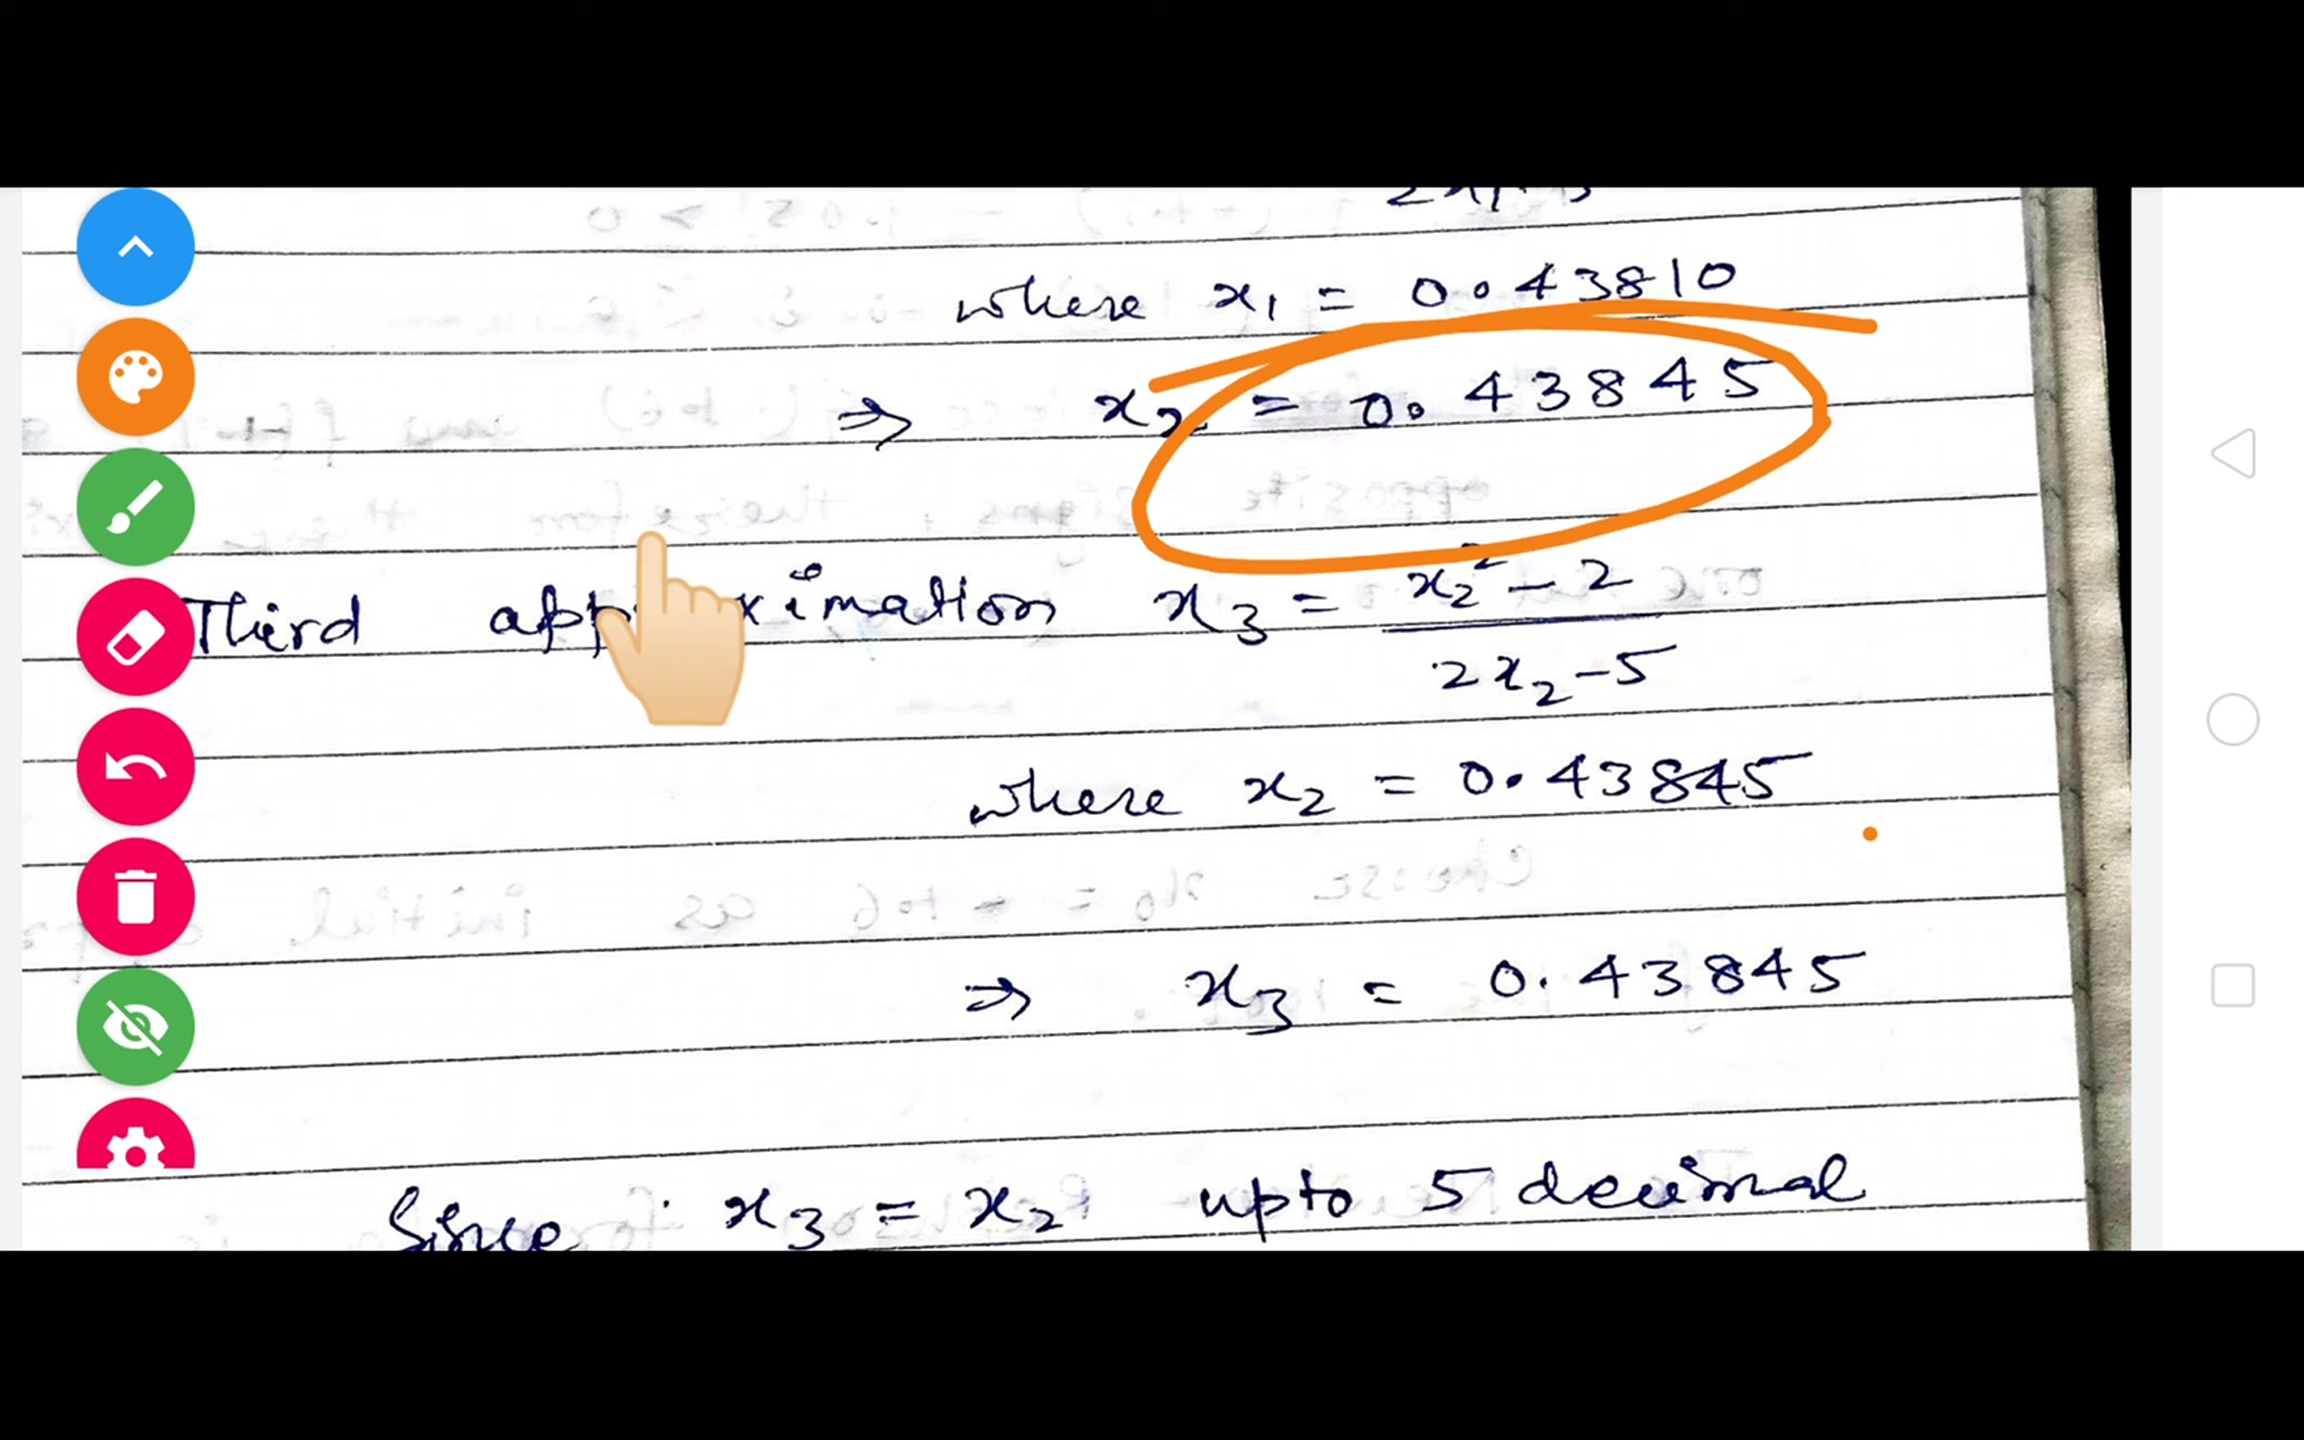 where x₁ = 0.43810
⇒ x₂ = 0.43845
Third approximation x₃ = x₂² - 2
2x₂ - 5
where x₂ = 0.43845
⇒ x₃ = 0.43845
Since x₃ = x₂ upto 5 decimal